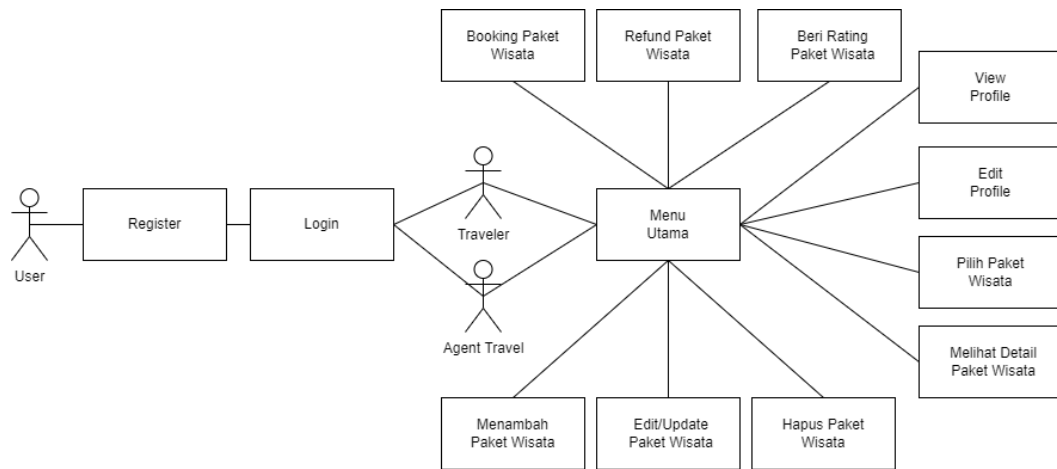 Booking Paket
Wisata
Refund Paket
Wisata
Beri Rating
Paket Wisata
View
Profile
Edit
Profile
Pilih Paket
Wisata
Melihat Detail
Paket Wisata
User
Register
Login
Traveler
Agent Travel
Menu
Utama
Menambah
Paket Wisata
Edit/Update
Paket Wisata
Hapus Paket
Wisata